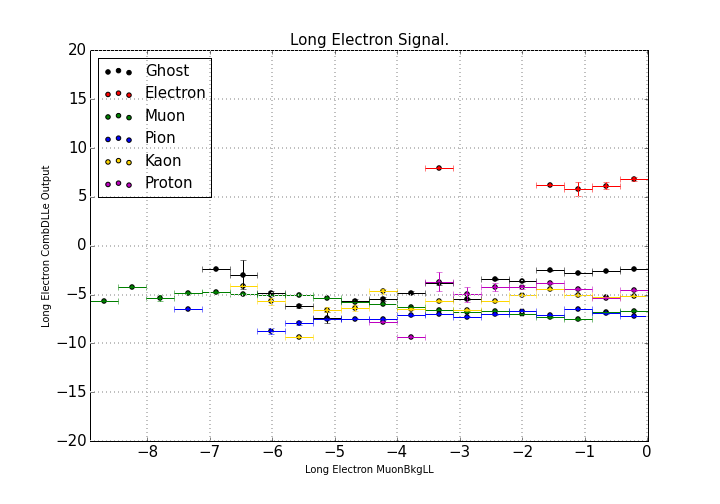 Long Electron Signal.
20
15
10
5
0
−5
−10
−15
−20
Long Electron CombDLLe Output
Ghost
Electron
Muon
Pion
Kaon
Proton
−8 −7 −6 −5 −4 −3 −2 −1 0
Long Electron MuonBkgLL